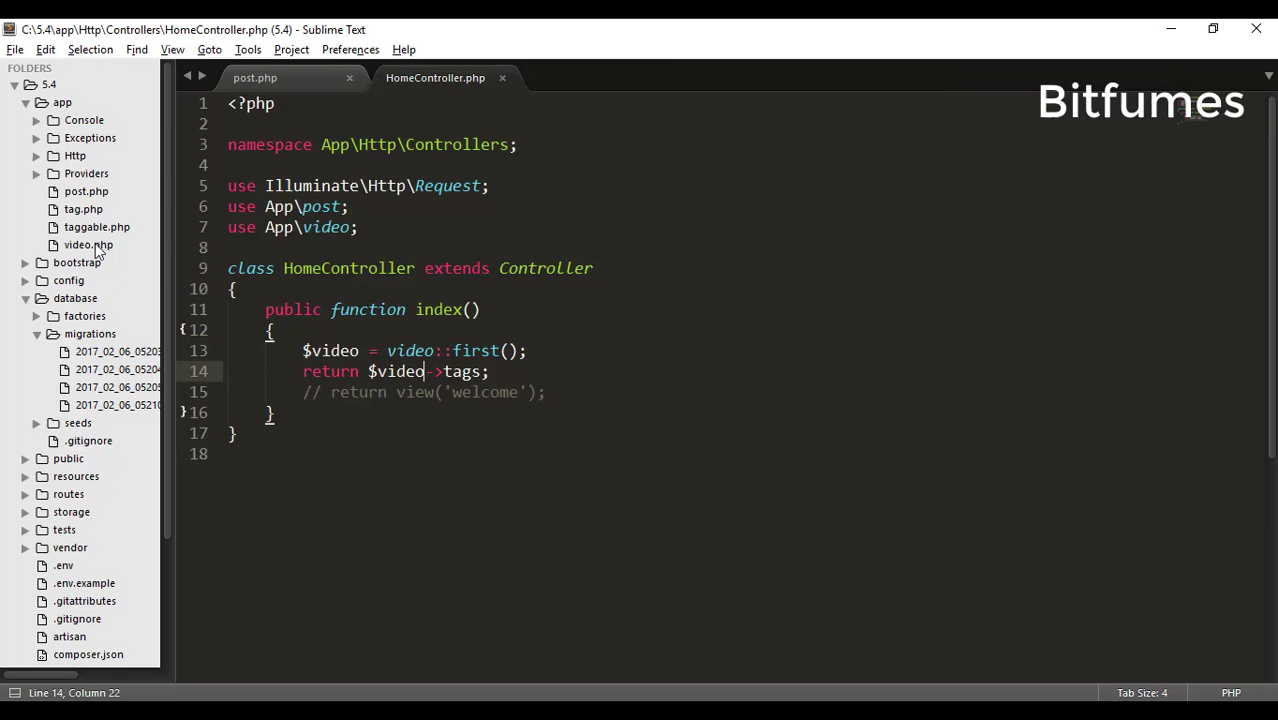 C:\5.4\app\Http\Controllers\HomeController.php (5.4) - Sublime Text
File Edit Selection Find View Goto Tools Project Preferences Help
FOLDERS
5.4
app
Console
Exceptions
Http
Providers
post.php
tag.php
taggable.php
video.php
bootstrap
config
database
factories
migrations
2017_02_06_05203
2017_02_06_05204
2017_02_06_05205
2017_02_06_05210
seeds
.gitignore
public
resources
routes
storage
tests
vendor
.env
.env.example
.gitattributes
.gitignore
artisan
composer.json
post.php HomeController.php
Bitfumes
1 <?php
2
3 namespace App\Http\Controllers;
4
5 use Illuminate\Http\Request;
6 use App\post;
7 use App\video;
8
9 class HomeController extends Controller
10 {
11 public function index()
12 {
13 $video = video::first();
14 return $video->tags;
15 // return view('welcome');
16 }
17 }
18
Line 14, Column 22 Tab Size: 4 PHP